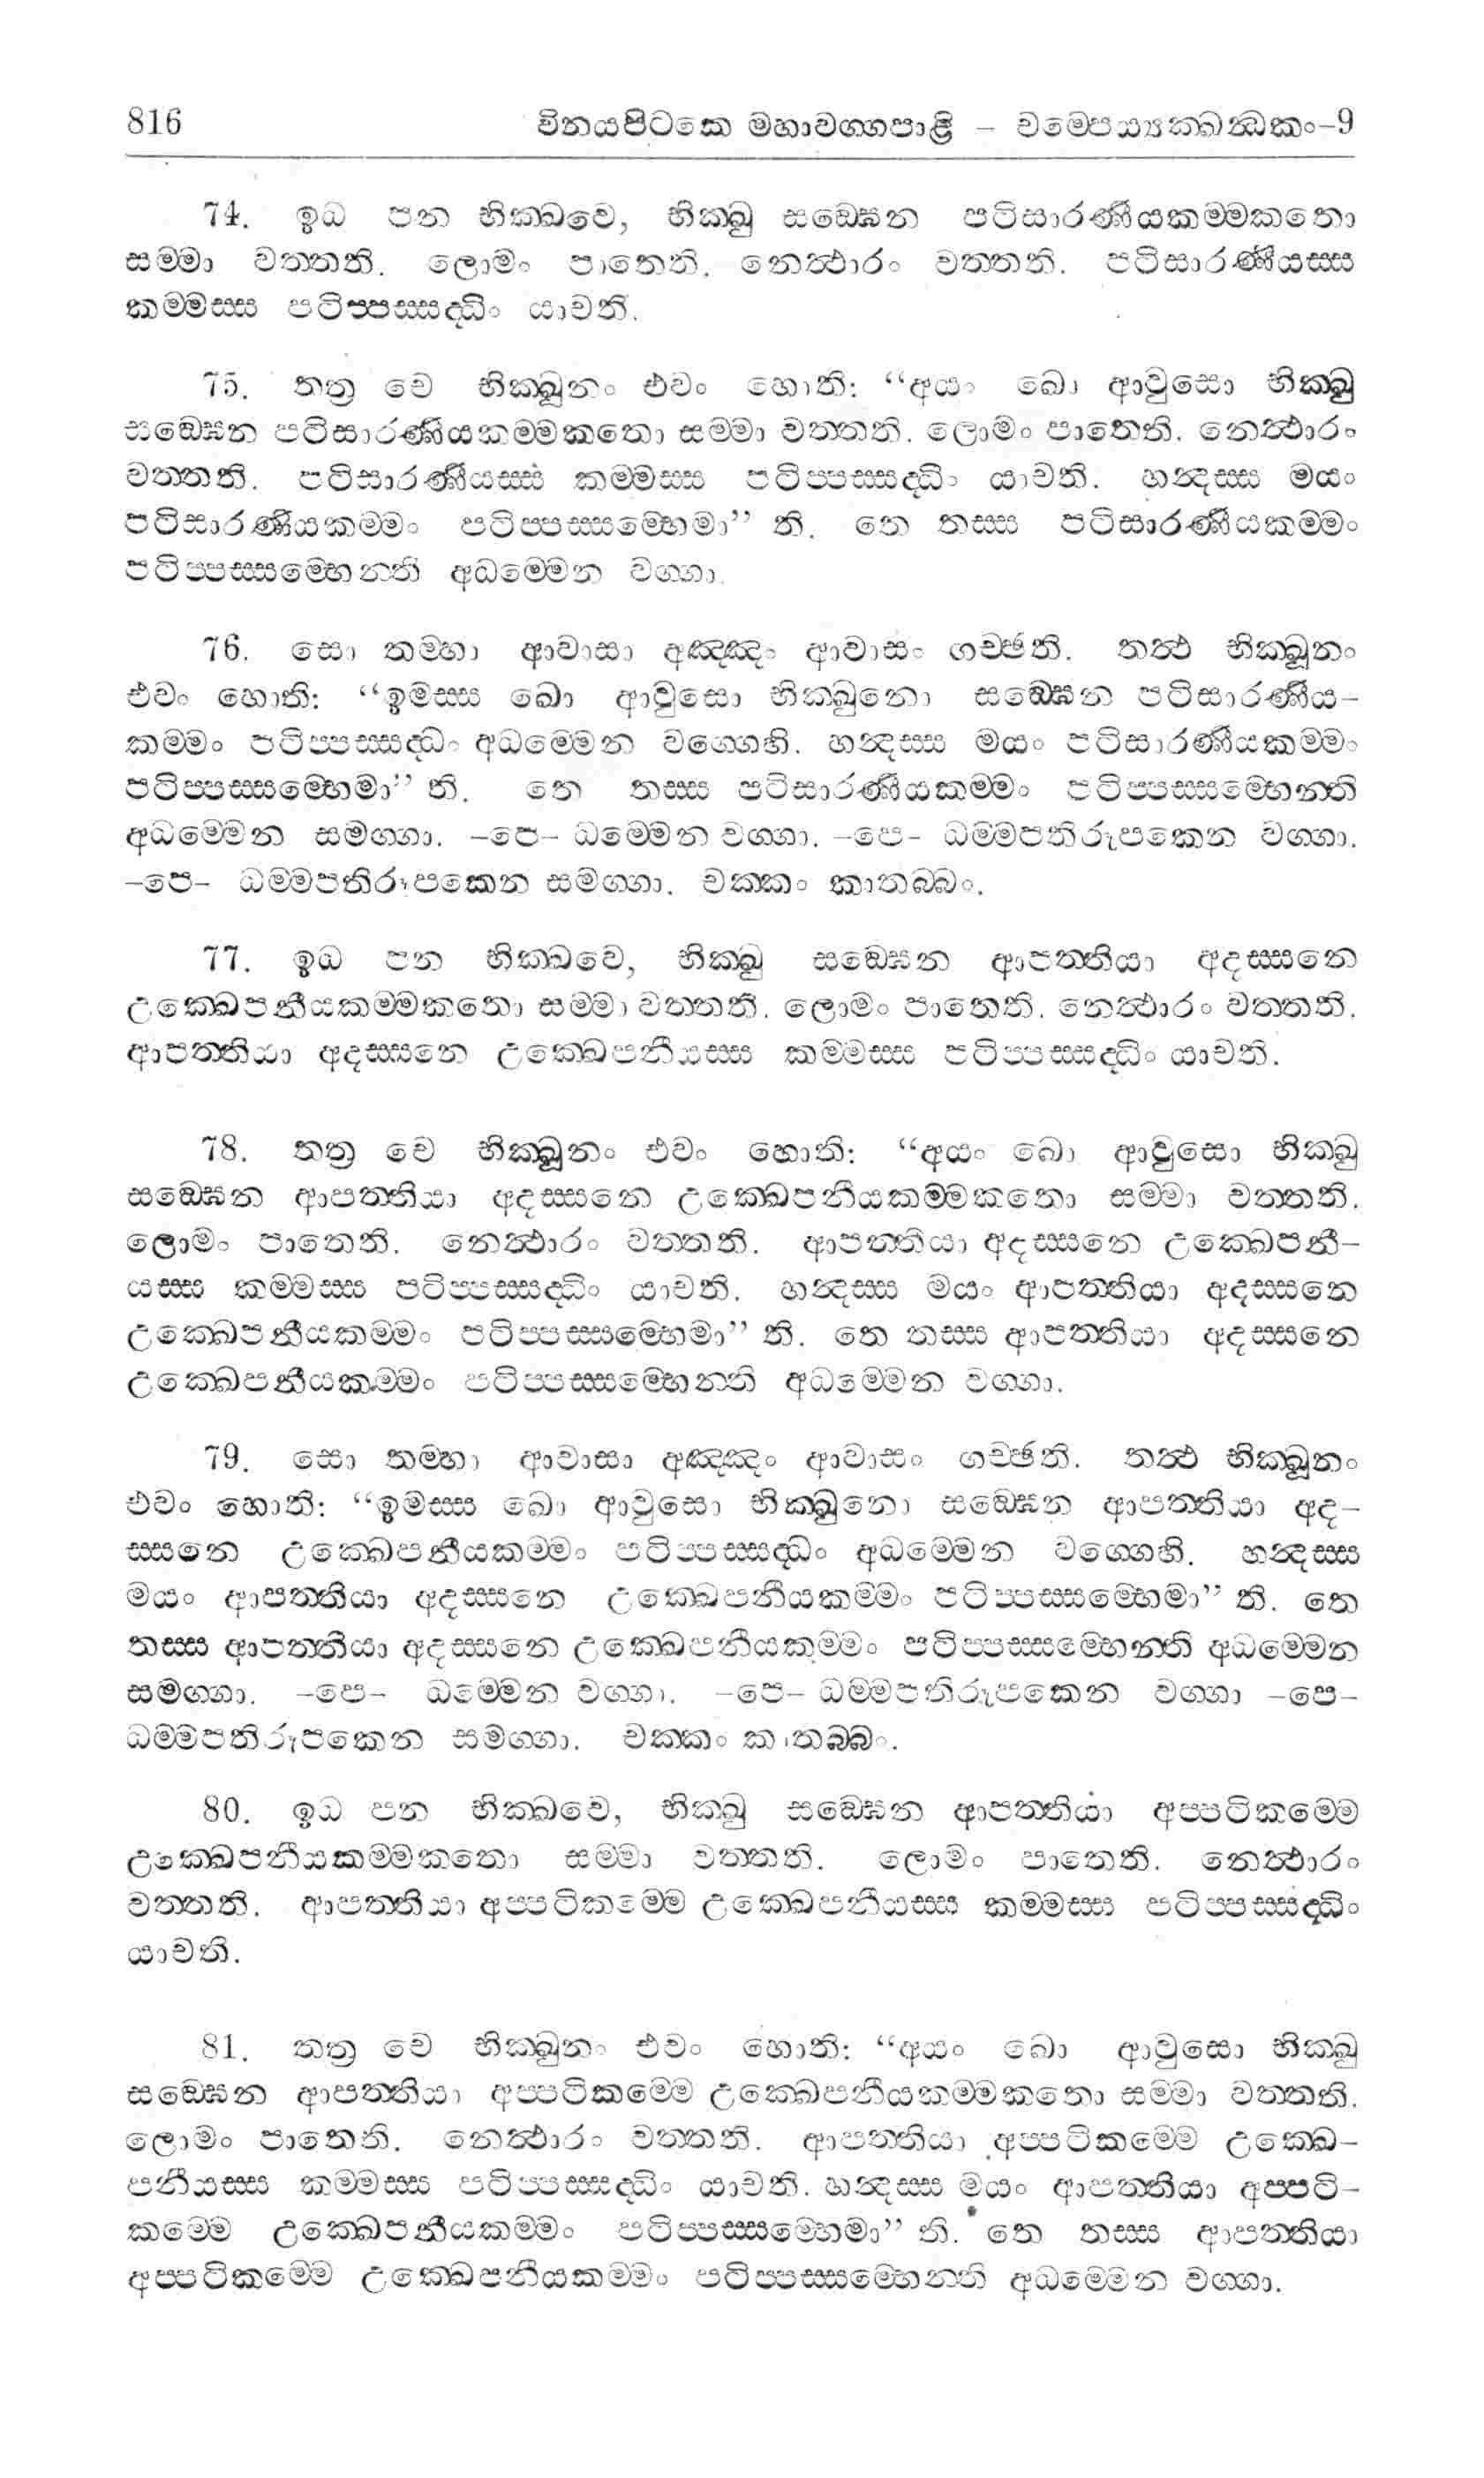 816 විනයපිටකෙ මහාවග්ගපාළි – චම්පෙය්‍යක්ඛන්ධකං–9
74. ඉධ පන භික්ඛවෙ, භික්ඛු සඞ්ඝෙන පටිසාරණීයකම්මකතො
සම්මා වත්තති. ලොමං පාතෙති. නෙත්ථාරං වත්තති. පටිසාරණීයස්ස
කම්මස්ස පටිප්පස්සද්ධිං යාචති.
75. තත්‍ර චෙ භික්ඛූනං එවං හොති: “අයං ඛො ආවුසො භික්ඛු
සඞ්ඝෙන පටිසාරණීයකම්මකතො සම්මා වත්තති. ලොමං පාතෙති. නෙත්ථාරං
වත්තති. පටිසාරණීයස්ස කම්මස්ස පටිප්පස්සද්ධිං යාචති. හන්දස්ස මයං
පටිසාරණීයකම්මං පටිප්පස්සම්භෙමා” ති. තෙ තස්ස පටිසාරණීයකම්මං
පටිප්පස්සම්භෙන්ති අධම්මෙන වග්ගා.
76. සො තම්හා ආවාසා අඤ්ඤං ආවාසං ගච්ඡති. තත්ථ භික්ඛූනං
එවං හොති: “ඉමස්ස ඛො ආවුසො භික්ඛුනො සඞ්ඝෙන පටිසාරණීය–
කම්මං පටිප්පස්සද්ධං අධම්මෙන වග්ගෙහි. හන්දස්ස මයං පටිසාරණීයකම්මං
පටිප්පස්සම්භෙමා” ති. තෙ තස්ස පටිසාරණීයකම්මං පටිප්පස්සම්භෙන්ති
අධම්මෙන සමග්ගා. –පෙ– ධම්මෙන වග්ගා. –පෙ– ධම්මපතිරූපකෙන වග්ගා.
–පෙ– ධම්මපතිරූපකෙන සමග්ගා. චක්කං කාතබ්බං.
77. ඉධ පන භික්ඛවෙ, භික්ඛු සඞ්ඝෙන ආපත්තියා අදස්සනෙ
උක්ඛෙපනීයකම්මකතො සම්මා වත්තති. ලොමං පාතෙති. නෙත්ථාරං වත්තති.
ආපත්තියා අදස්සනෙ උක්ඛෙපනීයස්ස කම්මස්ස පටිප්පස්සද්ධිං යාචති.
78. තත්‍ර චෙ භික්ඛූනං එවං හොති: “අයං ඛො ආවුසො භික්ඛු
සඞ්ඝෙන ආපත්තියා අදස්සනෙ උක්ඛෙපනීයකම්මකතො සම්මා වත්තති.
ලොමං පාතෙති. නෙත්ථාරං වත්තති. ආපත්තියා අදස්සනෙ උක්ඛෙපනී–
යස්ස කම්මස්ස පටිප්පස්සද්ධිං යාචති. හන්දස්ස මයං ආපත්තියා අදස්සනෙ
උක්ඛෙපනීයකම්මං පටිප්පස්සම්භෙමා” ති. තෙ තස්ස ආපත්තියා අදස්සනෙ
උක්ඛෙපනීයකම්මං පටිප්පස්සම්භෙන්ති අධම්මෙන වග්ගා.
79. සො තම්හා ආවාසා අඤ්ඤං ආවාසං ගච්ඡති. තත්ථ භික්ඛූනං
එවං හොති: “ඉමස්ස ඛො ආවුසො භික්ඛුනො සඞ්ඝෙන ආපත්තියා අද–
ස්සනෙ උක්ඛෙපනීයකම්මං පටිප්පස්සද්ධං අධම්මෙන වග්ගෙහි. හන්දස්ස
මයං ආපත්තියා අදස්සනෙ උක්ඛෙපනීයකම්මං පටිප්පස්සම්භෙමා” ති. තෙ
තස්ස ආපත්තියා අදස්සනෙ උක්ඛෙපනීයකම්මං පටිප්පස්සම්භෙන්ති අධම්මෙන
සමග්ගා. –පෙ– ධම්මෙන වග්ගා. –පෙ– ධම්මපතිරූපකෙන වග්ගා –පෙ–
ධම්මපතිරූපකෙන සමග්ගා. චක්කං කාතබ්බං.
80. ඉධ පන භික්ඛවෙ, භික්ඛු සඞ්ඝෙන ආපත්තියා අප්පටිකම්මෙ
උක්ඛෙපනීයකම්මකතො සම්මා වත්තති. ලොමං පාතෙති. නෙත්ථාරං
වත්තති. ආපත්තියා අප්පටිකම්මෙ උක්ඛෙපනීයස්ස කම්මස්ස පටිප්පස්සද්ධිං
යාචති.
81. තත්‍ර චෙ භික්ඛුනං එවං හොති: “අයං ඛො ආවුසො භික්ඛු
සඞ්ඝෙන ආපත්තියා අප්පටිකම්මෙ උක්ඛෙපනීයකම්මකතො සම්මා වත්තති.
ලොමං පාතෙති. නෙත්ථාරං වත්තති. ආපත්තියා අප්පටිකම්මෙ උක්ඛෙ–
පනීයස්ස කම්මස්ස පටිප්පස්සද්ධිං යාචති. හන්දස්ස මයං ආපත්තියා අප්පටි–
කම්මෙ උක්ඛෙපනීයකම්මං පටිප්පස්සම්භෙමා” ති. තෙ තස්ස ආපත්තියා
අප්පටිකම්මෙ උක්ඛෙපනීයකම්මං පටිප්පස්සම්භෙන්ති අධම්මෙන වග්ගා.